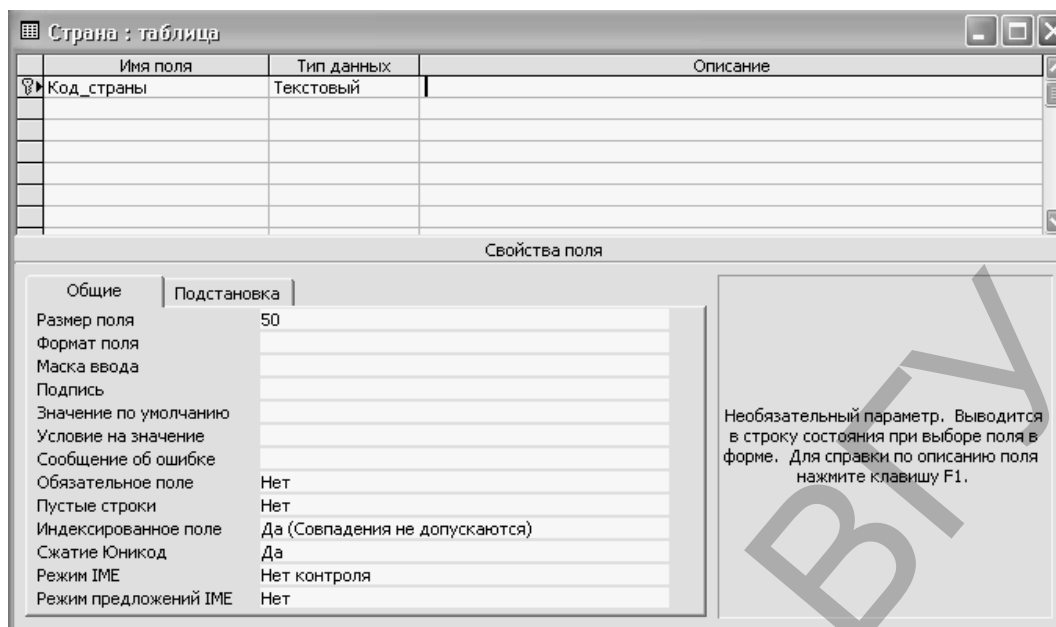 Страна : таблица
Имя поля Тип данных Описание
Код_страны Текстовый
Свойства поля
Общие Подстановка
Размер поля 50
Формат поля
Маска ввода
Подпись
Значение по умолчанию
Условие на значение
Сообщение об ошибке
Обязательное поле Нет
Пустые строки Нет
Индексированное поле Да (Совпадения не допускаются)
Сжатие Юникод Да
Режим IME Нет контроля
Режим предложений IME Нет
Необязательный параметр. Выводится
в строку состояния при выборе поля в
форме. Для справки по описанию поля
нажмите клавишу F1.
ВГУ